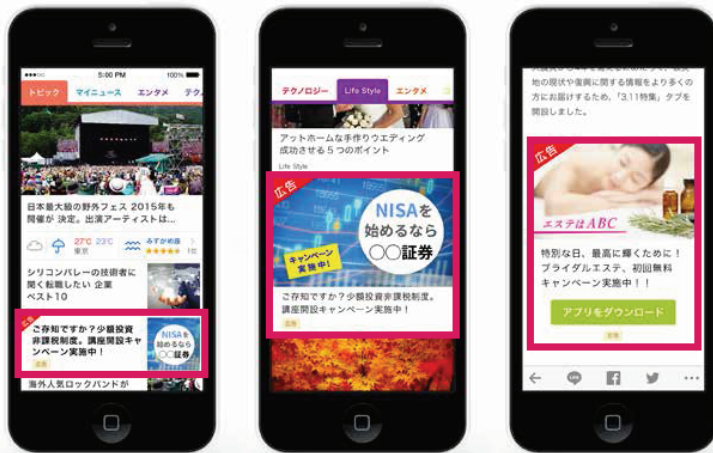 5:00 PM
100%
トピック
マイニュース
エンタメ
テク
日本最大級の野外フェス 2015年も
開催が 決定。出演アーティストは...
27℃ 23℃
東京
みずがめ座
1位
シリコンバレーの技術者に
聞く転職したい 企業
ベスト10
広告
ご存知ですか？少額投資
非課税制度。講座開設キャ
ンペーン実施中！
広告
NISAを
始めるなら
〇〇証券
海外人気ロックバンドが
テクノロジー
Life Style
エンタメ
コ
アットホームな手作りウエディング
成功させる５つのポイント
Life Style
広告
NISAを
始めるなら
〇〇証券
キャンペーン
実施中！
ご存知ですか？少額投資非課税制度。
講座開設キャンペーン実施中！
広告
地の現状や復興に関する情報をより多くの
方にお届けするため、「3.11特集」タブを
開設しました。
広告
エステはABC
特別な日、最高に輝くために！
ブライダルエステ、初回無料
キャンペーン実施中！！
アプリをダウンロード
広告
LINE